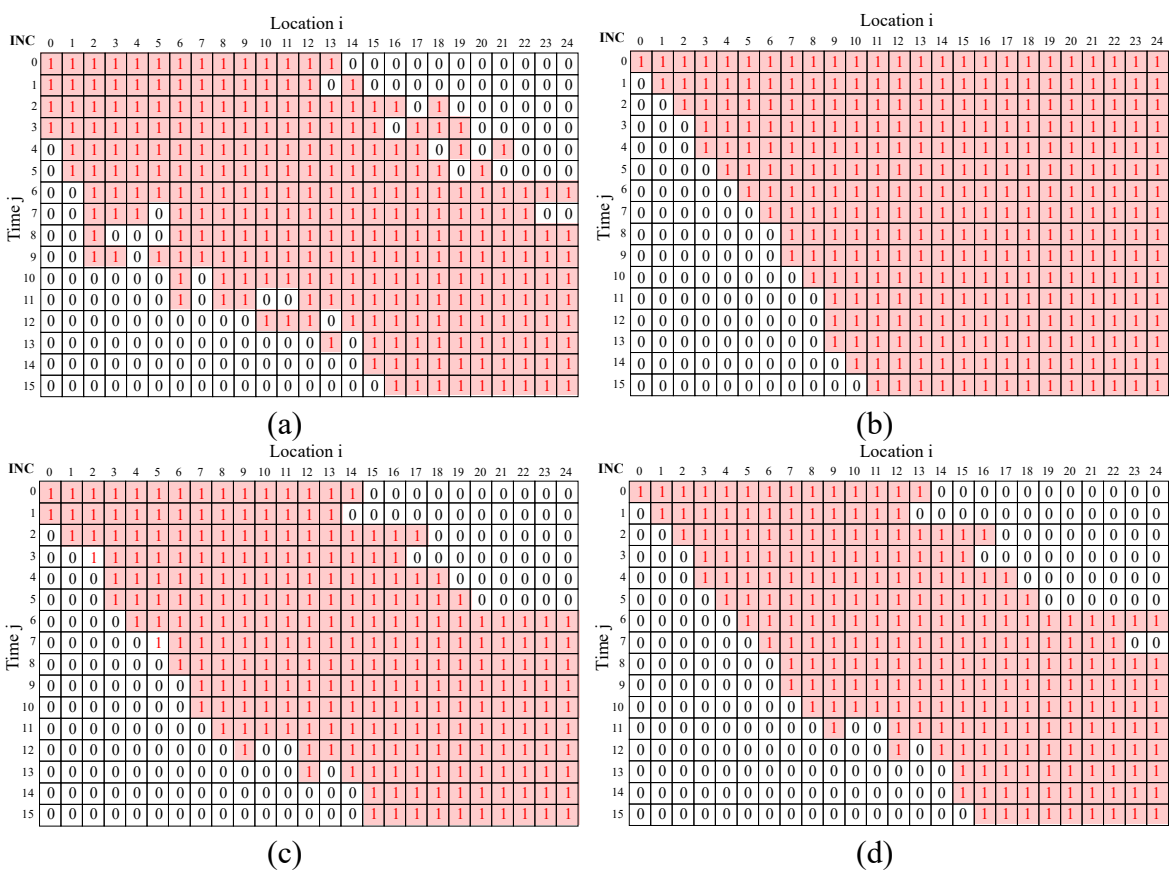 Location i
INC 0 1 2 3 4 5 6 7 8 9 10 11 12 13 14 15 16 17 18 19 20 21 22 23 24
Time j
0 1 1 1 1 1 1 1 1 1 1 1 1 1 1 0 0 0 0 0 0 0 0 0 0 0
1 1 1 1 1 1 1 1 1 1 1 1 1 1 0 1 0 0 0 0 0 0 0 0 0 0
2 1 1 1 1 1 1 1 1 1 1 1 1 1 1 1 1 1 0 1 0 0 0 0 0 0
3 1 1 1 1 1 1 1 1 1 1 1 1 1 1 1 1 0 1 1 1 0 0 0 0 0
4 0 1 1 1 1 1 1 1 1 1 1 1 1 1 1 1 1 1 0 1 0 1 0 0 0
5 0 1 1 1 1 1 1 1 1 1 1 1 1 1 1 1 1 1 1 0 1 0 0 0 0
6 0 0 1 1 1 1 1 1 1 1 1 1 1 1 1 1 1 1 1 1 1 1 1 1 1
7 0 0 1 1 1 0 1 1 1 1 1 1 1 1 1 1 1 1 1 1 1 1 1 0 0
8 0 0 1 0 0 0 1 1 1 1 1 1 1 1 1 1 1 1 1 1 1 1 1 1 1
9 0 0 1 1 0 1 1 1 1 1 1 1 1 1 1 1 1 1 1 1 1 1 1 1 1
10 0 0 0 0 0 0 1 0 1 1 1 1 1 1 1 1 1 1 1 1 1 1 1 1 1
11 0 0 0 0 0 0 1 0 1 1 0 0 1 1 1 1 1 1 1 1 1 1 1 1 1
12 0 0 0 0 0 0 0 0 0 0 1 1 1 0 1 1 1 1 1 1 1 1 1 1 1
13 0 0 0 0 0 0 0 0 0 0 0 0 0 1 0 1 1 1 1 1 1 1 1 1 1
14 0 0 0 0 0 0 0 0 0 0 0 0 0 0 0 1 1 1 1 1 1 1 1 1 1
15 0 0 0 0 0 0 0 0 0 0 0 0 0 0 0 0 1 1 1 1 1 1 1 1 1
(a)
Location i
INC 0 1 2 3 4 5 6 7 8 9 10 11 12 13 14 15 16 17 18 19 20 21 22 23 24
Time j
0 1 1 1 1 1 1 1 1 1 1 1 1 1 1 1 1 1 1 1 1 1 1 1 1 1
1 0 1 1 1 1 1 1 1 1 1 1 1 1 1 1 1 1 1 1 1 1 1 1 1 1
2 0 0 1 1 1 1 1 1 1 1 1 1 1 1 1 1 1 1 1 1 1 1 1 1 1
3 0 0 0 1 1 1 1 1 1 1 1 1 1 1 1 1 1 1 1 1 1 1 1 1 1
4 0 0 0 1 1 1 1 1 1 1 1 1 1 1 1 1 1 1 1 1 1 1 1 1 1
5 0 0 0 0 1 1 1 1 1 1 1 1 1 1 1 1 1 1 1 1 1 1 1 1 1
6 0 0 0 0 0 1 1 1 1 1 1 1 1 1 1 1 1 1 1 1 1 1 1 1 1
7 0 0 0 0 0 0 1 1 1 1 1 1 1 1 1 1 1 1 1 1 1 1 1 1 1
8 0 0 0 0 0 0 0 1 1 1 1 1 1 1 1 1 1 1 1 1 1 1 1 1 1
9 0 0 0 0 0 0 0 1 1 1 1 1 1 1 1 1 1 1 1 1 1 1 1 1 1
10 0 0 0 0 0 0 0 0 1 1 1 1 1 1 1 1 1 1 1 1 1 1 1 1 1
11 0 0 0 0 0 0 0 0 0 1 1 1 1 1 1 1 1 1 1 1 1 1 1 1 1
12 0 0 0 0 0 0 0 0 0 1 1 1 1 1 1 1 1 1 1 1 1 1 1 1 1
13 0 0 0 0 0 0 0 0 0 1 1 1 1 1 1 1 1 1 1 1 1 1 1 1 1
14 0 0 0 0 0 0 0 0 0 0 1 1 1 1 1 1 1 1 1 1 1 1 1 1 1
15 0 0 0 0 0 0 0 0 0 0 0 1 1 1 1 1 1 1 1 1 1 1 1 1 1
(b)
Location i
INC 0 1 2 3 4 5 6 7 8 9 10 11 12 13 14 15 16 17 18 19 20 21 22 23 24
Time j
0 1 1 1 1 1 1 1 1 1 1 1 1 1 1 1 0 0 0 0 0 0 0 0 0 0
1 1 1 1 1 1 1 1 1 1 1 1 1 1 1 0 0 0 0 0 0 0 0 0 0 0
2 0 1 1 1 1 1 1 1 1 1 1 1 1 1 1 1 1 1 0 0 0 0 0 0 0
3 0 0 1 1 1 1 1 1 1 1 1 1 1 1 1 1 1 0 0 0 0 0 0 0 0
4 0 0 0 1 1 1 1 1 1 1 1 1 1 1 1 1 1 1 1 0 0 0 0 0 0
5 0 0 0 1 1 1 1 1 1 1 1 1 1 1 1 1 1 1 1 1 0 0 0 0 0
6 0 0 0 0 1 1 1 1 1 1 1 1 1 1 1 1 1 1 1 1 1 1 1 1 1
7 0 0 0 0 0 1 1 1 1 1 1 1 1 1 1 1 1 1 1 1 1 1 1 1 1
8 0 0 0 0 0 0 1 1 1 1 1 1 1 1 1 1 1 1 1 1 1 1 1 1 1
9 0 0 0 0 0 0 0 1 1 1 1 1 1 1 1 1 1 1 1 1 1 1 1 1 1
10 0 0 0 0 0 0 0 1 1 1 1 1 1 1 1 1 1 1 1 1 1 1 1 1 1
11 0 0 0 0 0 0 0 0 1 1 1 1 1 1 1 1 1 1 1 1 1 1 1 1 1
12 0 0 0 0 0 0 0 0 0 1 0 0 1 1 1 1 1 1 1 1 1 1 1 1 1
13 0 0 0 0 0 0 0 0 0 0 0 0 1 0 1 1 1 1 1 1 1 1 1 1 1
14 0 0 0 0 0 0 0 0 0 0 0 0 0 0 0 1 1 1 1 1 1 1 1 1 1
15 0 0 0 0 0 0 0 0 0 0 0 0 0 0 0 1 1 1 1 1 1 1 1 1 1
(c)
Location i
INC 0 1 2 3 4 5 6 7 8 9 10 11 12 13 14 15 16 17 18 19 20 21 22 23 24
Time j
0 1 1 1 1 1 1 1 1 1 1 1 1 1 1 0 0 0 0 0 0 0 0 0 0 0
1 0 1 1 1 1 1 1 1 1 1 1 1 1 0 0 0 0 0 0 0 0 0 0 0 0
2 0 0 1 1 1 1 1 1 1 1 1 1 1 1 1 1 1 0 0 0 0 0 0 0 0
3 0 0 0 1 1 1 1 1 1 1 1 1 1 1 1 1 0 0 0 0 0 0 0 0 0
4 0 0 0 1 1 1 1 1 1 1 1 1 1 1 1 1 1 1 0 0 0 0 0 0 0
5 0 0 0 0 1 1 1 1 1 1 1 1 1 1 1 1 1 1 1 0 0 0 0 0 0
6 0 0 0 0 0 1 1 1 1 1 1 1 1 1 1 1 1 1 1 1 1 1 1 1 1
7 0 0 0 0 0 0 1 1 1 1 1 1 1 1 1 1 1 1 1 1 1 1 1 0 0
8 0 0 0 0 0 0 0 1 1 1 1 1 1 1 1 1 1 1 1 1 1 1 1 1 1
9 0 0 0 0 0 0 0 1 1 1 1 1 1 1 1 1 1 1 1 1 1 1 1 1 1
10 0 0 0 0 0 0 0 0 1 1 1 1 1 1 1 1 1 1 1 1 1 1 1 1 1
11 0 0 0 0 0 0 0 0 0 1 0 0 1 1 1 1 1 1 1 1 1 1 1 1 1
12 0 0 0 0 0 0 0 0 0 0 0 0 1 0 1 1 1 1 1 1 1 1 1 1 1
13 0 0 0 0 0 0 0 0 0 0 0 0 0 0 0 1 1 1 1 1 1 1 1 1 1
14 0 0 0 0 0 0 0 0 0 0 0 0 0 0 0 1 1 1 1 1 1 1 1 1 1
15 0 0 0 0 0 0 0 0 0 0 0 0 0 0 0 0 1 1 1 1 1 1 1 1 1
(d)